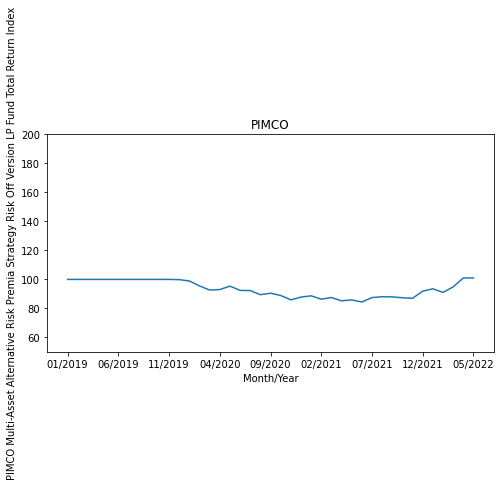 PIMCO
PIMCO Multi-Asset Alternative Risk Premia Strategy Risk Off Version LP Fund Total Return Index
200
180
160
140
120
100
80
60
01/2019 06/2019 11/2019 04/2020 09/2020 02/2021 07/2021 12/2021 05/2022
Month/Year